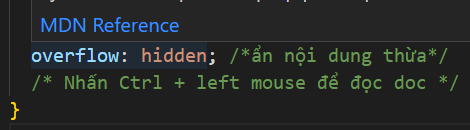 MDN Reference
overflow: hidden; /*ẩn nội dung thừa*/
/* Nhấn Ctrl + left mouse để đọc doc */
}